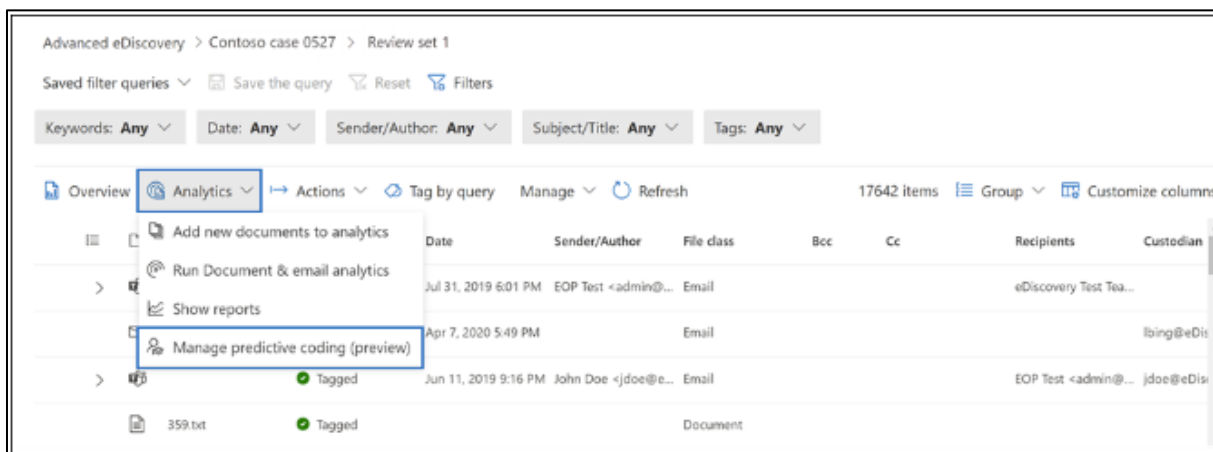 Advanced eDiscovery > Contoso case 0527 > Review set 1
Saved filter queries Save the query Reset Filters
Keywords: Any Date: Any Sender/Author: Any Subject/Title: Any Tags: Any
Overview Analytics Actions Tag by query Manage Refresh 17642 items Group Customize columns
Add new documents to analytics
Run Document & email analytics
Show reports
Manage predictive coding (preview)
Date Sender/Author File class Bcc Cc Recipients Custodian
Jul 31, 2019 6:01 PM EOP Test <admin@... Email eDiscovery Test Tea...
Apr 7, 2020 5:49 PM Email lbing@eDis
Tagged Jun 11, 2019 9:16 PM John Doe <jdoe@e... Email EOP Test <admin@... jdoe@eDis
359.txt Tagged Document